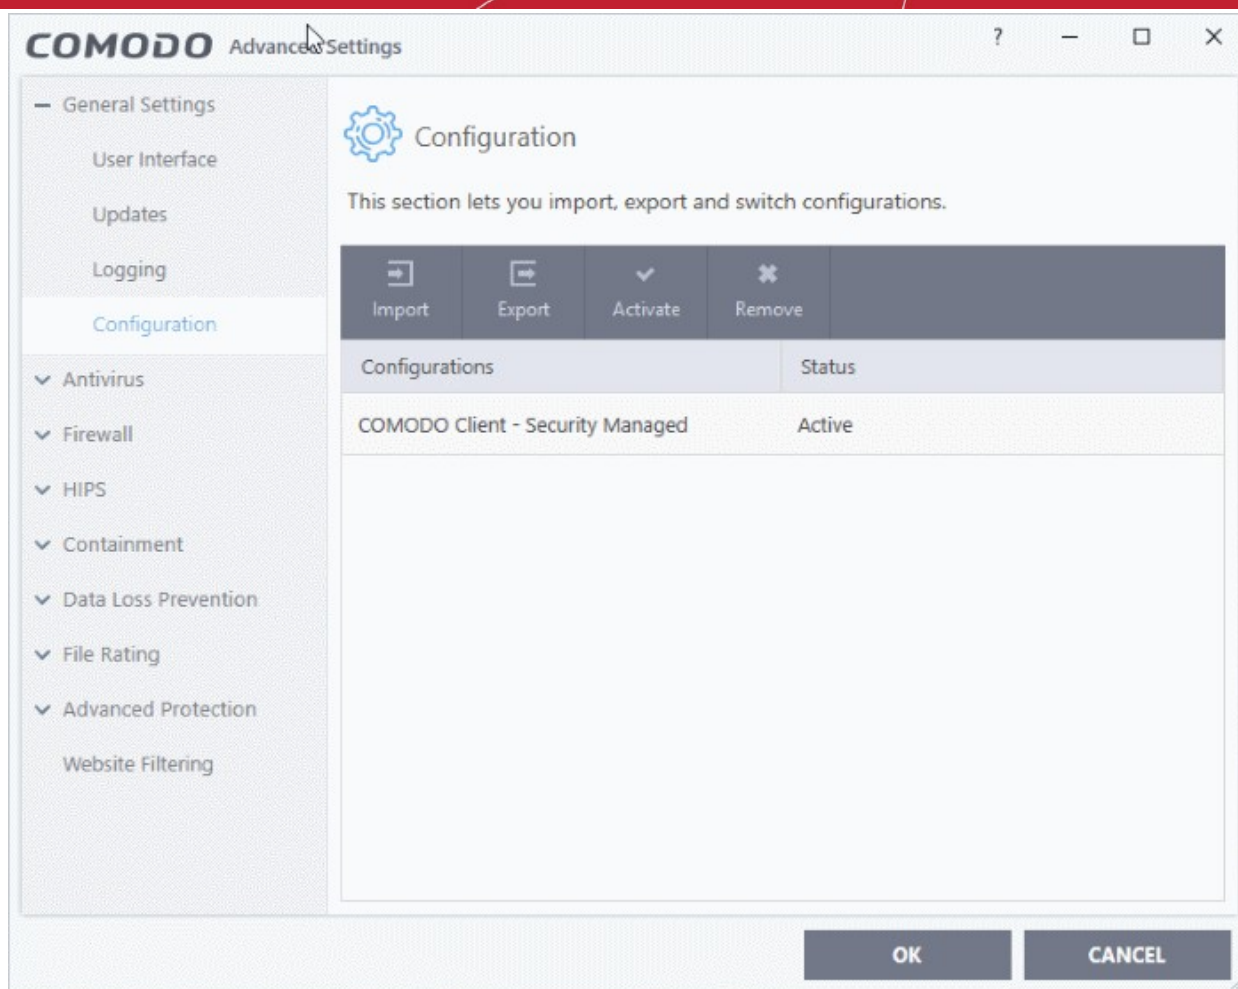 COMODO Advanced Settings
?
General Settings
User Interface
Updates
Logging
Configuration
Antivirus
Firewall
HIPS
Containment
Data Loss Prevention
File Rating
Advanced Protection
Website Filtering
Configuration
This section lets you import, export and switch configurations.
Import Export Activate Remove
Configurations Status
COMODO Client - Security Managed Active
OK CANCEL